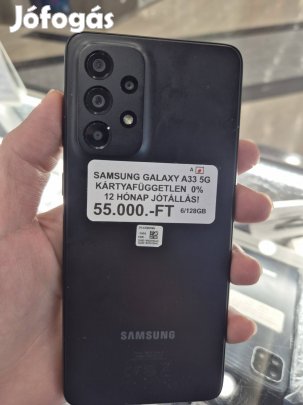 Jófogás
A
SAMSUNG GALAXY A33 5G
KÁRTYAFÜGGETLEN 0%
12 HÓNAP JÓTÁLLÁS!
55.000.-FT 6/128GB
SAMSUNG